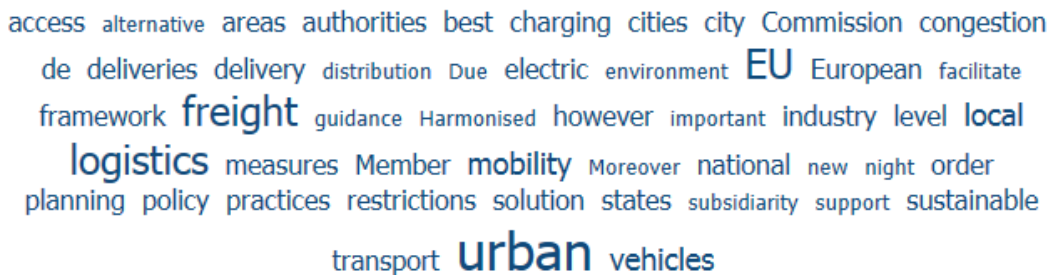 access alternative areas authorities best charging cities city Commission congestion
de deliveries delivery distribution Due electric environment EU European facilitate
framework freight guidance Harmonised however important industry level local
logistics measures Member mobility Moreover national new night order
planning policy practices restrictions solution states subsidiarity support sustainable
transport urban vehicles